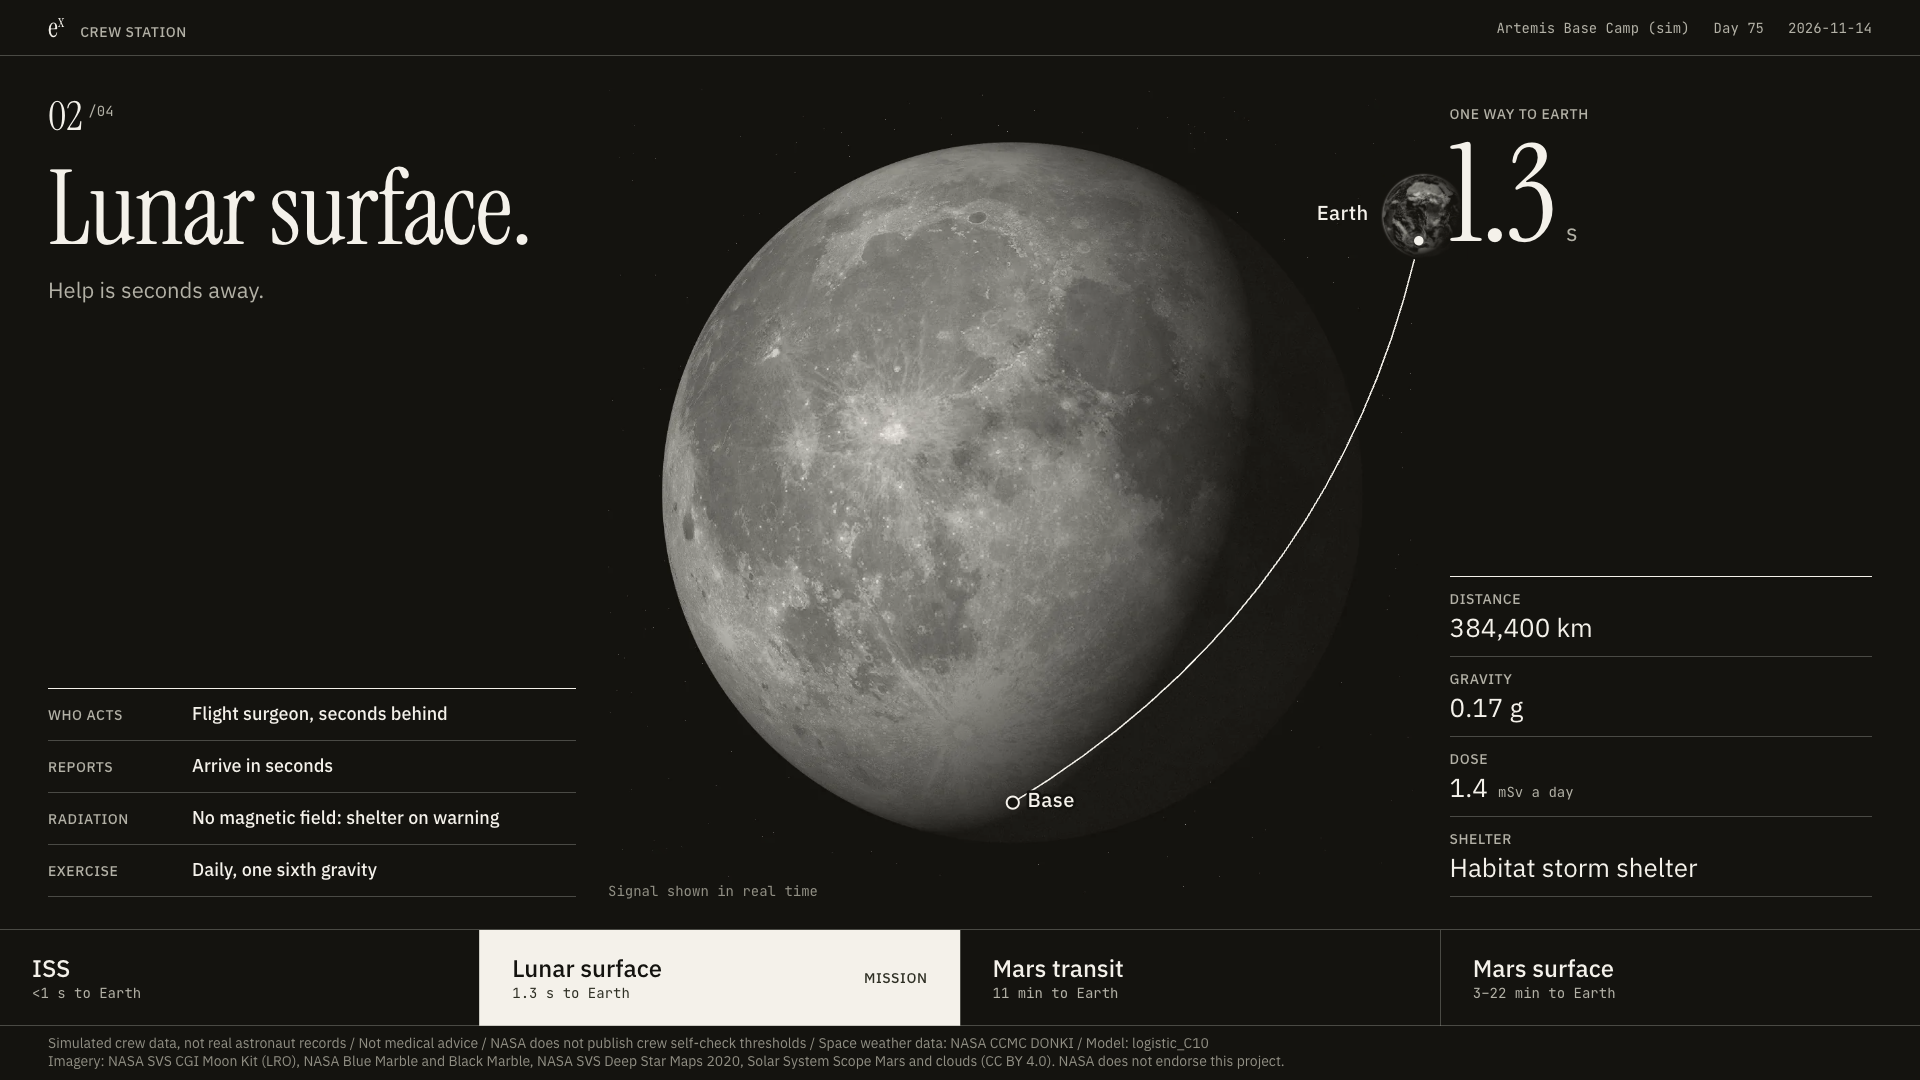 eˣ CREW STATION
Artemis Base Camp (sim) Day 75 2026-11-14
02 /04
Lunar surface.
Help is seconds away.
WHO ACTS Flight surgeon, seconds behind
REPORTS Arrive in seconds
RADIATION No magnetic field: shelter on warning
EXERCISE Daily, one sixth gravity
Earth
Base
Signal shown in real time
ONE WAY TO EARTH
1.3 s
DISTANCE
384,400 km
GRAVITY
0.17 g
DOSE
1.4 mSv a day
SHELTER
Habitat storm shelter
ISS
<1 s to Earth
Lunar surface
1.3 s to Earth
MISSION
Mars transit
11 min to Earth
Mars surface
3–22 min to Earth
Simulated crew data, not real astronaut records / Not medical advice / NASA does not publish crew self-check thresholds / Space weather data: NASA CCMC DONKI / Model: logistic_C10
Imagery: NASA SVS CGI Moon Kit (LRO), NASA Blue Marble and Black Marble, NASA SVS Deep Star Maps 2020, Solar System Scope Mars and clouds (CC BY 4.0). NASA does not endorse this project.